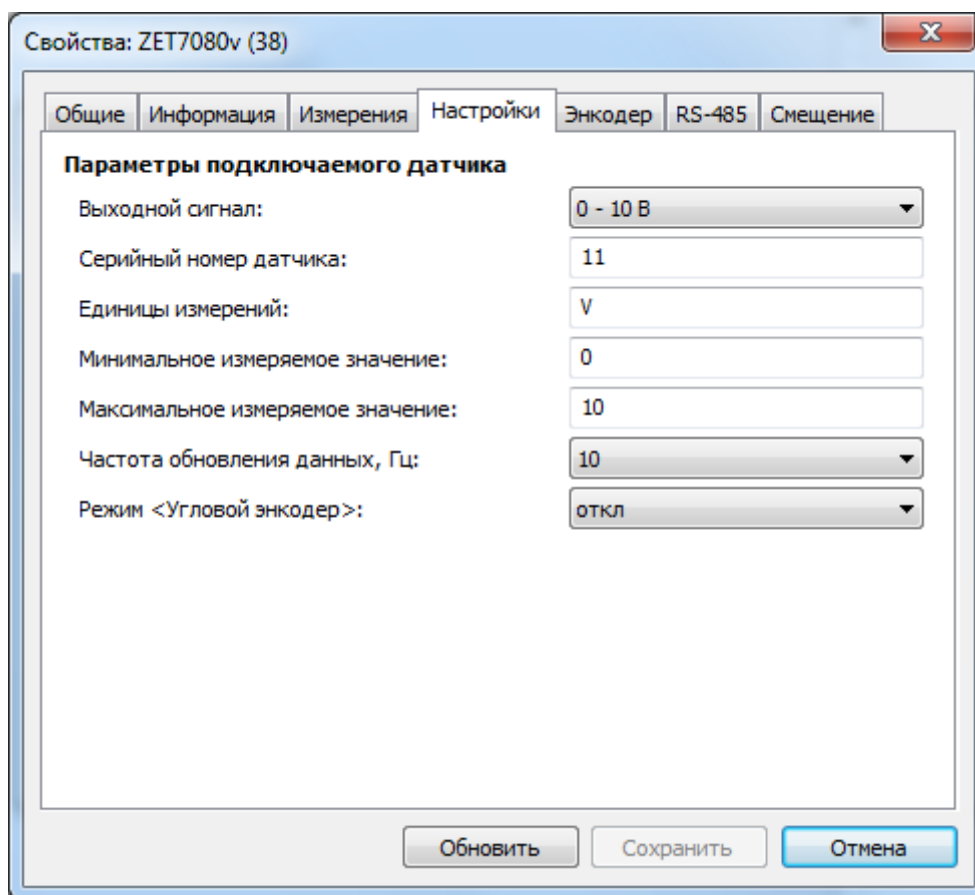 Свойства: ZET7080v (38)
Общие Информация Измерения Настройки Энкодер RS-485 Смещение
Параметры подключаемого датчика
Выходной сигнал: 0 - 10 В
Серийный номер датчика: 11
Единицы измерений: V
Минимальное измеряемое значение: 0
Максимальное измеряемое значение: 10
Частота обновления данных, Гц: 10
Режим <Угловой энкодер>: откл
Обновить Сохранить Отмена